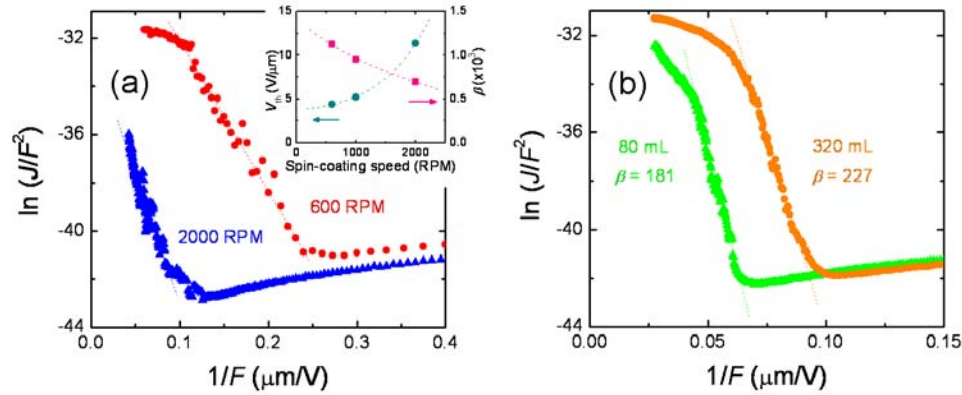 (a)
ln (J/F²)
-32
-36
-40
-44
0.0 0.1 0.2 0.3 0.4
1/F (μm/V)
600 RPM
2000 RPM
V_th (V/μm)
15
10
5
0
0 1000 2000
Spin-coating speed (RPM)
1.5
1.0
0.5
0.0
β (x10³)
(b)
ln (J/F²)
-32
-36
-40
-44
0.00 0.05 0.10 0.15
1/F (μm/V)
80 mL
β = 181
320 mL
β = 227